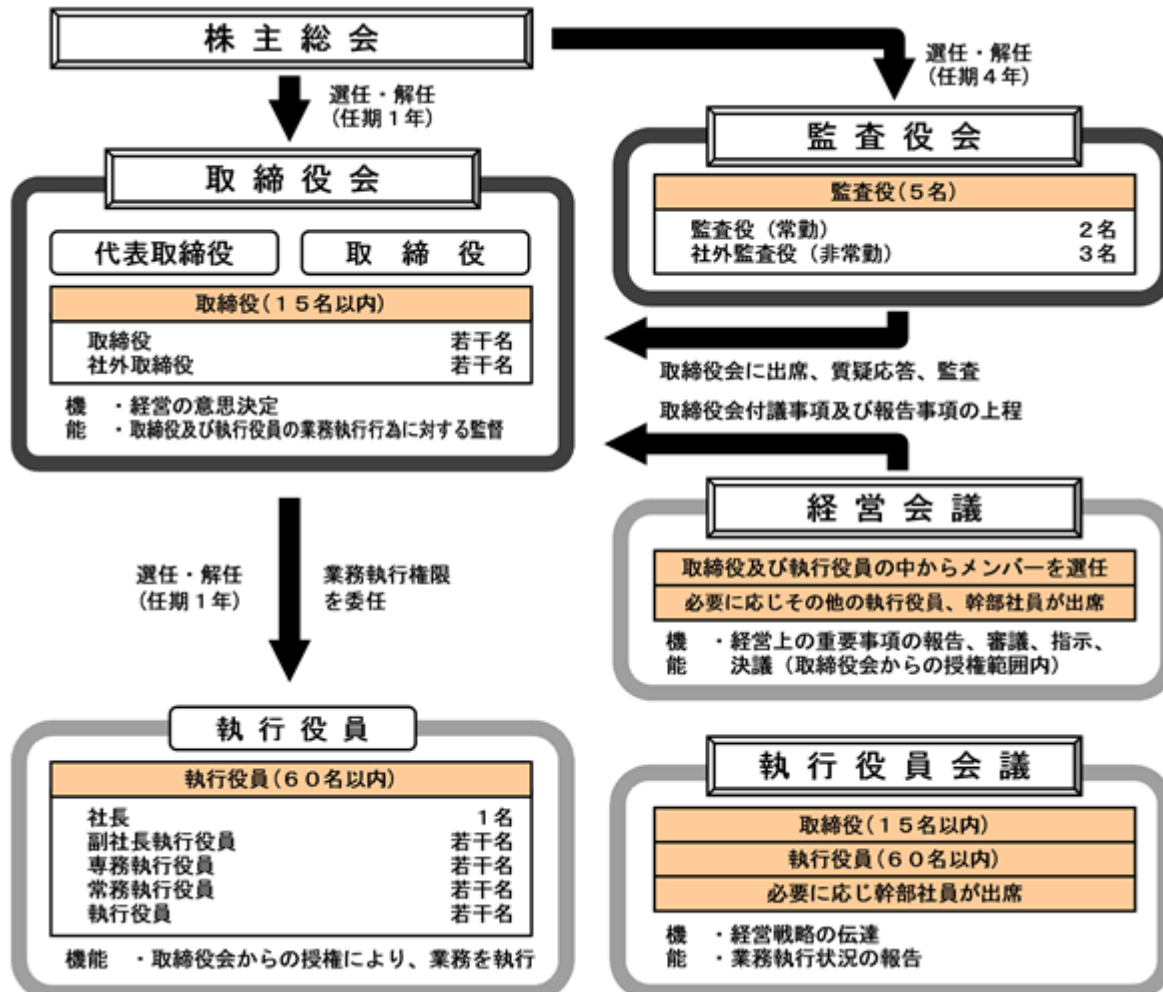 株主総会
選任・解任
(任期1年)
選任・解任
(任期4年)
取締役会
代表取締役
取締役
取締役(15名以内)
取締役 若干名
社外取締役 若干名
機 ・経営の意思決定
能 ・取締役及び執行役員の業務執行行為に対する監督
監査役会
監査役(5名)
監査役(常勤) 2名
社外監査役(非常勤) 3名
取締役会に出席、質疑応答、監査
取締役会付議事項及び報告事項の上程
経営会議
取締役及び執行役員の中からメンバーを選任
必要に応じその他の執行役員、幹部社員が出席
機 ・経営上の重要事項の報告、審議、指示、
能 決議(取締役会からの授権範囲内)
選任・解任
(任期1年)
業務執行権限
を委任
執行役員
執行役員(60名以内)
社長 1名
副社長執行役員 若干名
専務執行役員 若干名
常務執行役員 若干名
執行役員 若干名
機能 ・取締役会からの授権により、業務を執行
執行役員会議
取締役(15名以内)
執行役員(60名以内)
必要に応じ幹部社員が出席
機 ・経営戦略の伝達
能 ・業務執行状況の報告